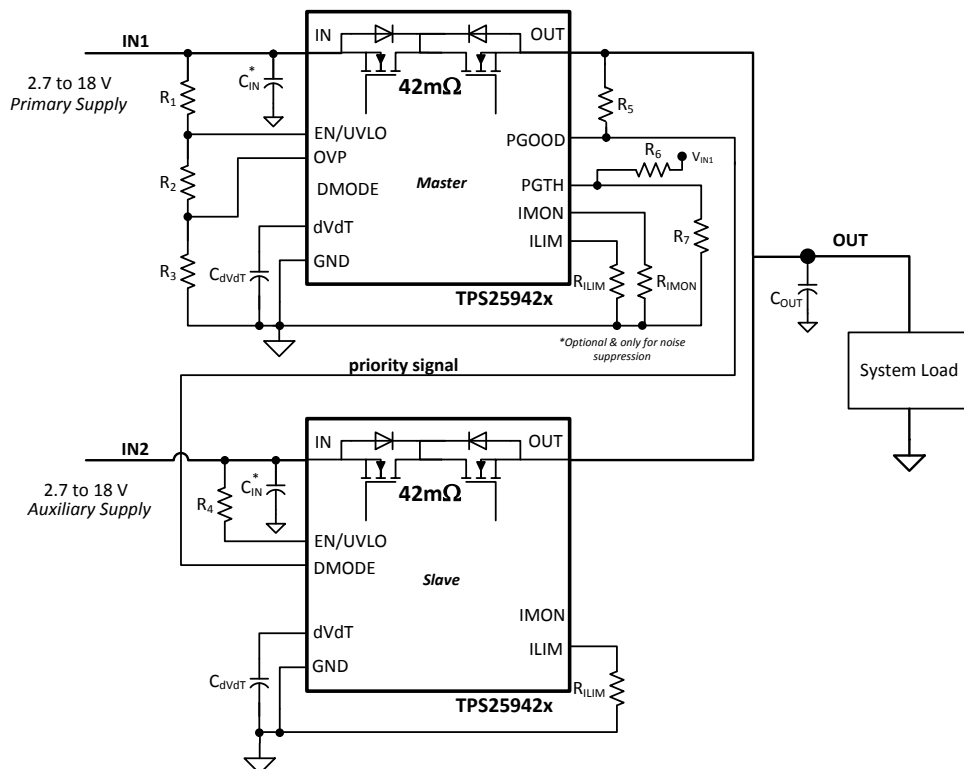 IN
OUT
IN1
42mΩ
2.7 to 18 V
Primary Supply
R1
CIN*
R5
EN/UVLO
PGOOD
OVP
R6
VIN1
R2
DMODE
Master
PGTH
IMON
R7
dVdT
ILIM
OUT
R3
CdVdT
GND
RILIM
RIMON
COUT
TPS25942x
*Optional & only for noise
suppression
priority signal
System Load
IN
OUT
IN2
42mΩ
2.7 to 18 V
Auxiliary Supply
R4
CIN*
EN/UVLO
DMODE
Slave
IMON
dVdT
ILIM
GND
CdVdT
RILIM
TPS25942x